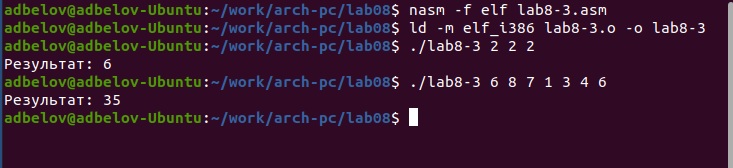 adbelov@adbelov-Ubuntu:~/work/arch-pc/lab08$ nasm -f elf lab8-3.asm
adbelov@adbelov-Ubuntu:~/work/arch-pc/lab08$ ld -m elf_i386 lab8-3.o -o lab8-3
adbelov@adbelov-Ubuntu:~/work/arch-pc/lab08$ ./lab8-3 2 2 2
Результат: 6
adbelov@adbelov-Ubuntu:~/work/arch-pc/lab08$ ./lab8-3 6 8 7 1 3 4 6
Результат: 35
adbelov@adbelov-Ubuntu:~/work/arch-pc/lab08$